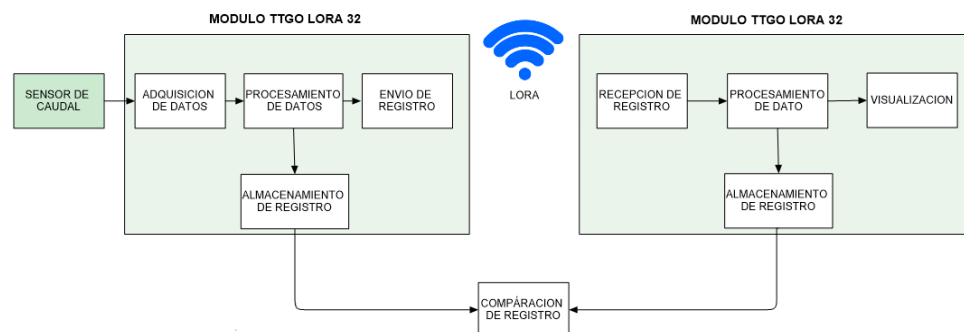 MODULO TTGO LORA 32
MODULO TTGO LORA 32
SENSOR DE
CAUDAL
ADQUISICION
DE DATOS
PROCESAMIENTO
DE DATOS
ENVIO DE
REGISTRO
ALMACENAMIENTO
DE REGISTRO
LORA
RECEPCION DE
REGISTRO
PROCESAMIENTO
DE DATO
VISUALIZACION
ALMACENAMIENTO
DE REGISTRO
COMPÁRACION
DE REGISTRO